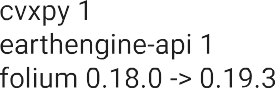 cvxpy 1
earthengine-api 1
folium 0.18.0 -> 0.19.3